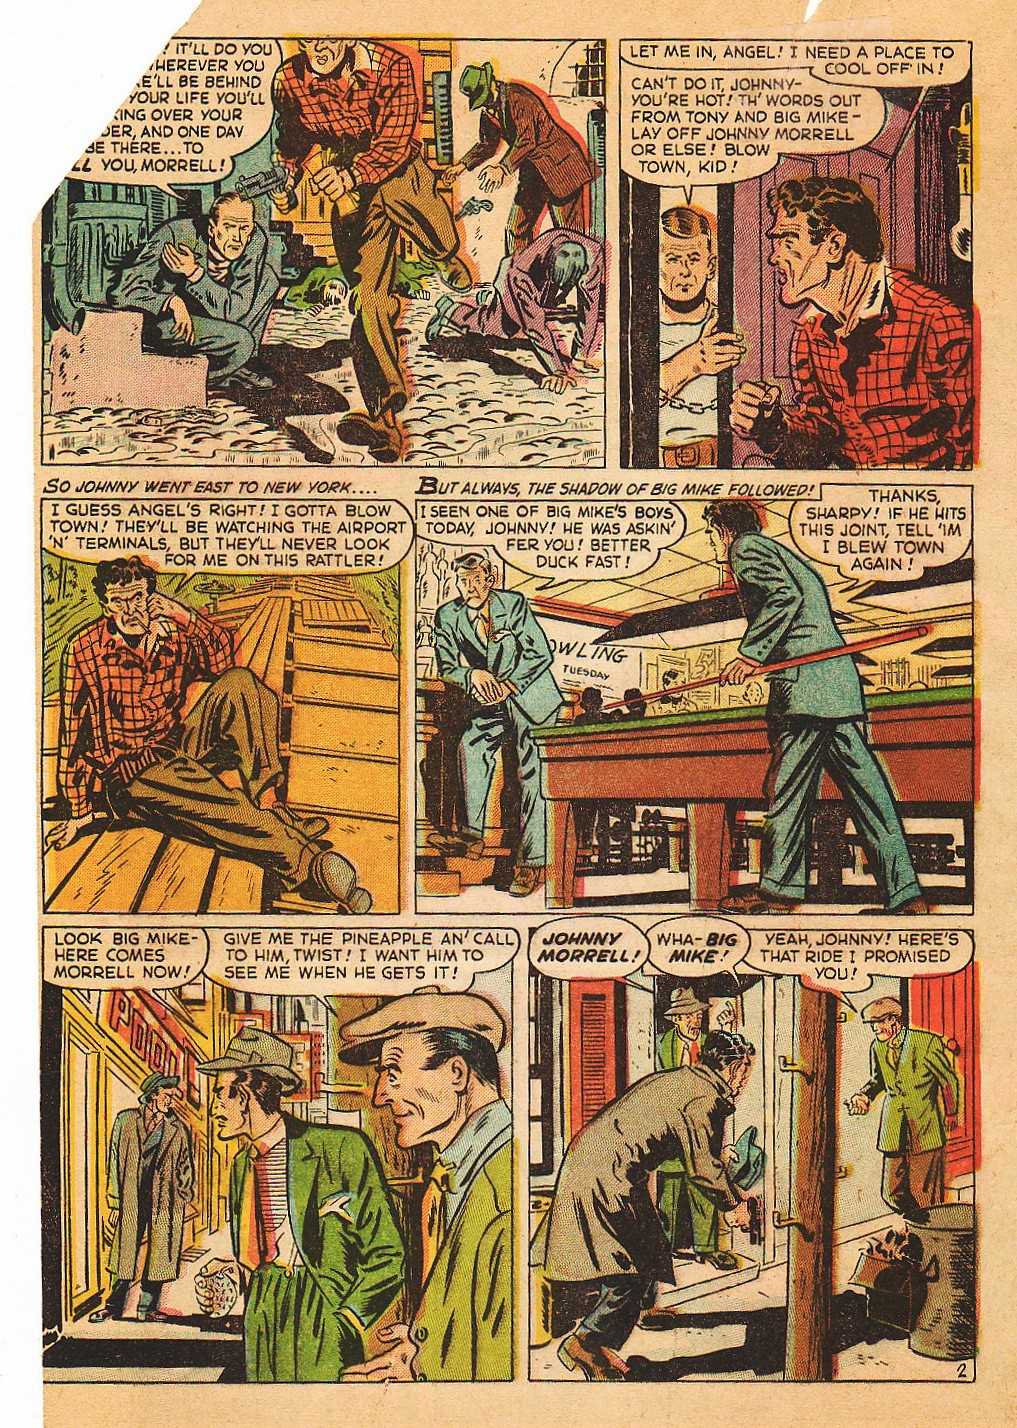 IT'LL DO YOU
WHEREVER YOU
WE'LL BE BEHIND
YOUR LIFE YOU'LL
KING OVER YOUR
DER, AND ONE DAY
BE THERE...TO
LL YOU, MORRELL!
LET ME IN, ANGEL! I NEED A PLACE TO
COOL OFF IN!
CAN'T DO IT, JOHNNY-
YOU'RE HOT! TH' WORDS OUT
FROM TONY AND BIG MIKE-
LAY OFF JOHNNY MORRELL
OR ELSE! BLOW
TOWN, KID!
SO JOHNNY WENT EAST TO NEW YORK....
I GUESS ANGEL'S RIGHT! I GOTTA BLOW
TOWN! THEY'LL BE WATCHING THE AIRPORT
'N' TERMINALS, BUT THEY'LL NEVER LOOK
FOR ME ON THIS RATTLER!
BUT ALWAYS, THE SHADOW OF BIG MIKE FOLLOWED!
I SEEN ONE OF BIG MIKE'S BOYS
TODAY, JOHNNY! HE WAS ASKIN'
FER YOU! BETTER
DUCK FAST!
THANKS,
SHARPY! IF HE HITS
THIS JOINT, TELL 'IM
I BLEW TOWN
AGAIN!
OWLING
TUESDAY
LOOK BIG MIKE-
HERE COMES
MORRELL NOW!
GIVE ME THE PINEAPPLE AN' CALL
TO HIM, TWIST! I WANT HIM TO
SEE ME WHEN HE GETS IT!
POOL
JOHNNY
MORRELL!
WHA-BIG
MIKE!
YEAH, JOHNNY! HERE'S
THAT RIDE I PROMISED
YOU!
2